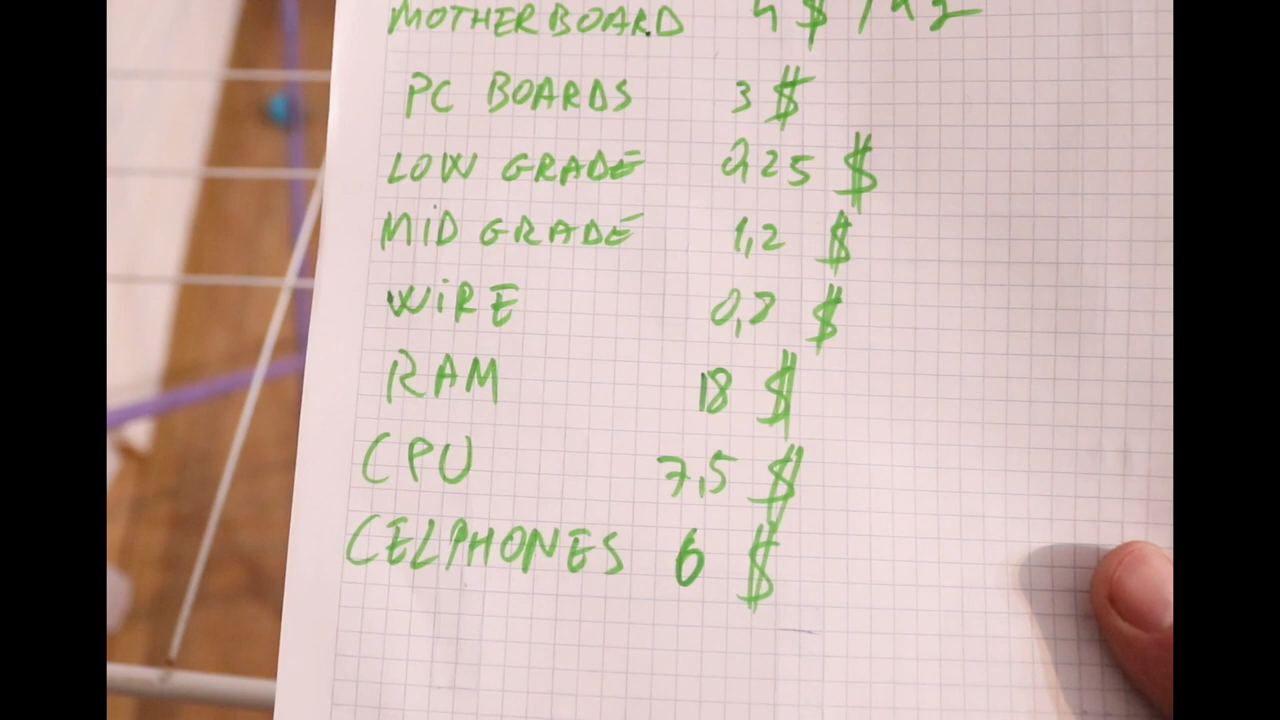 MOTHERBOARD 4 $ / kg
PC BOARDS 3 $
LOW GRADE 0,25 $
MiD GRADE 1,2 $
WiRE 0,8 $
RAM 18 $
CPU 7,5 $
CELPHONES 6 $